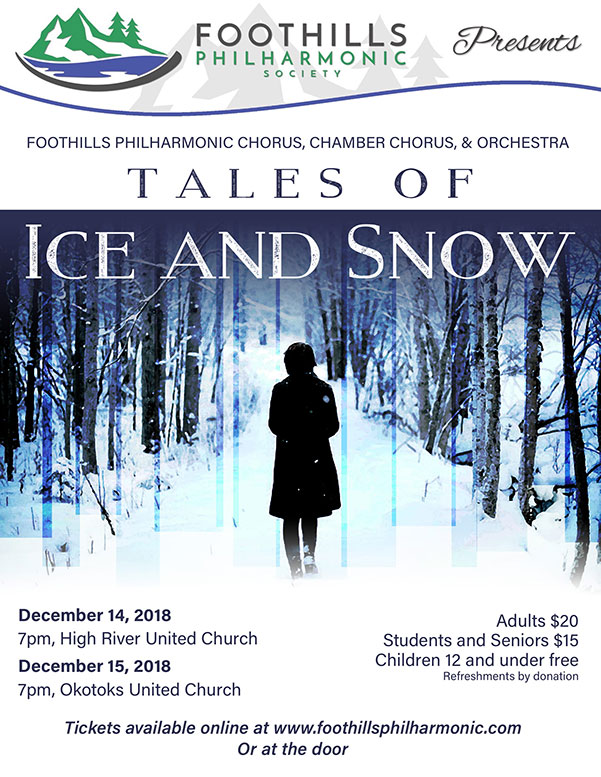 FOOTHILLS
PHILHARMONIC
SOCIETY
Presents
FOOTHILLS PHILHARMONIC CHORUS, CHAMBER CHORUS, & ORCHESTRA
TALES OF
ICE AND SNOW
December 14, 2018
7pm, High River United Church
December 15, 2018
7pm, Okotoks United Church
Adults $20
Students and Seniors $15
Children 12 and under free
Refreshments by donation
Tickets available online at www.foothillsphilharmonic.com
Or at the door